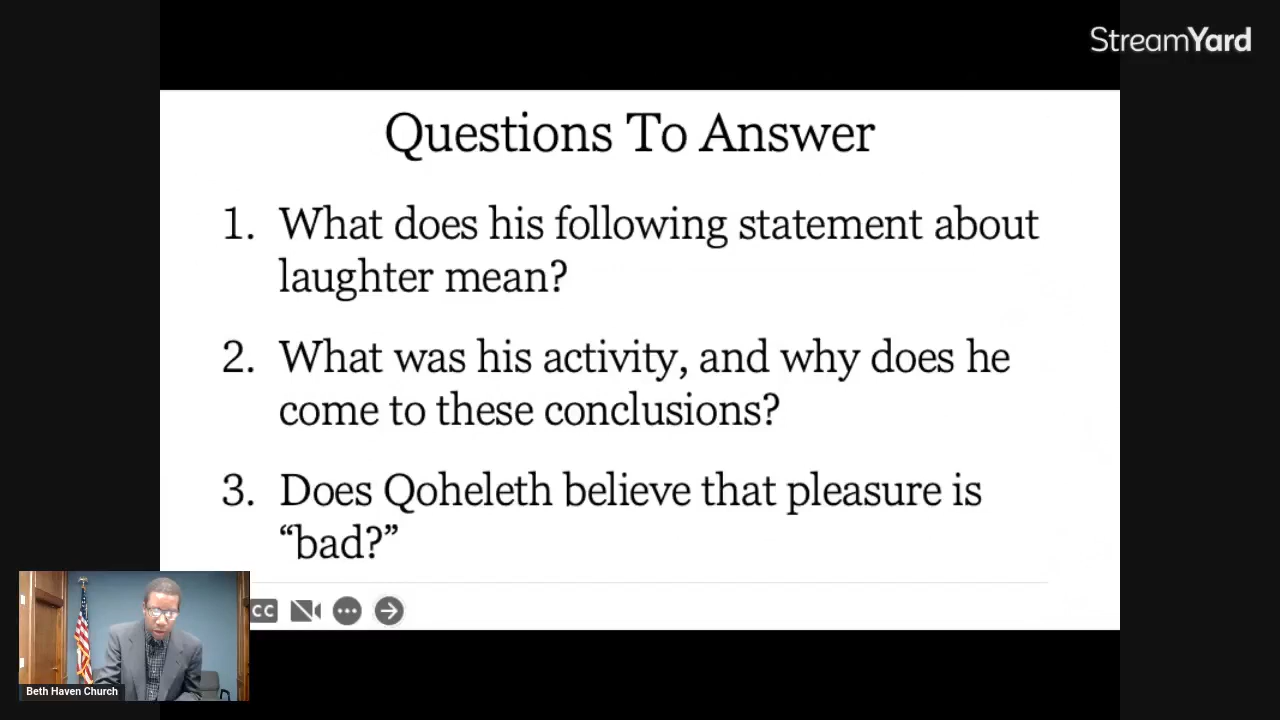 StreamYard
Questions To Answer
1. What does his following statement about
laughter mean?
2. What was his activity, and why does he
come to these conclusions?
3. Does Qoheleth believe that pleasure is
“bad?”
CC
Beth Haven Church